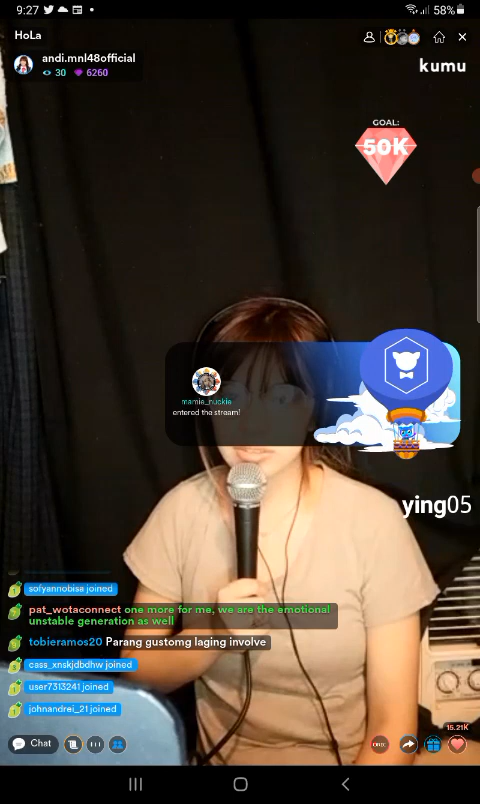 9:27
58%
HoLa
andi.mnl48official
30 6260
kumu
GOAL:
50K
mamie_huckie
entered the stream!
ying05
sofyannobisa joined
pat_wotaconnect one more for me, we are the emotional
unstable generation as well
tobieramos20 Parang gustomg laging involve
cass_xnskjdbdhw joined
user7313241 joined
johnandrei_21 joined
15.21K
Chat